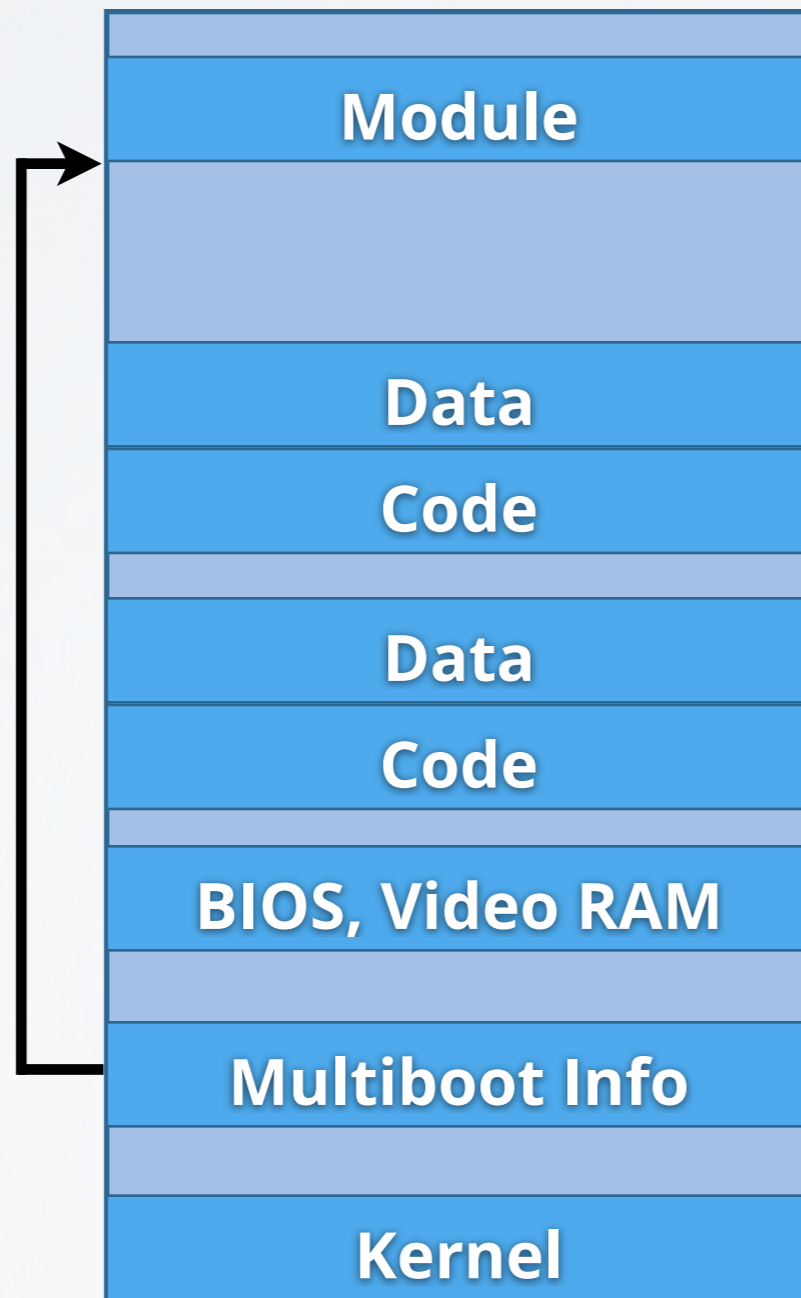 Module
Data
Code
Data
Code
BIOS, Video RAM
Multiboot Info
Kernel